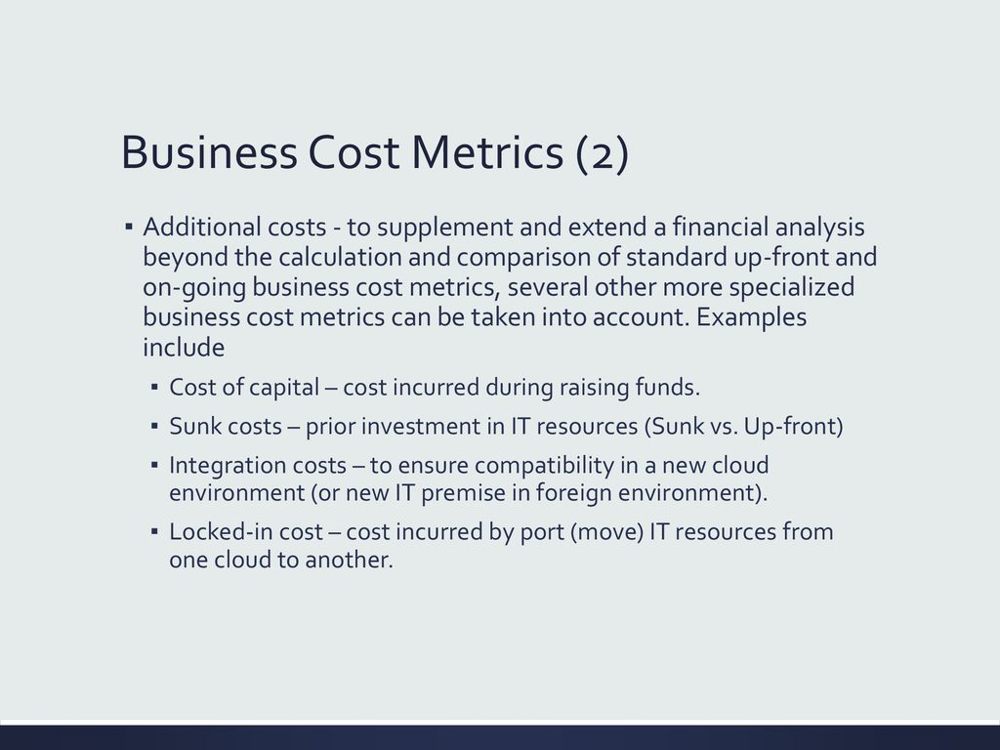 Business Cost Metrics (2)
▪ Additional costs - to supplement and extend a financial analysis
beyond the calculation and comparison of standard up-front and
on-going business cost metrics, several other more specialized
business cost metrics can be taken into account. Examples
include
▪ Cost of capital – cost incurred during raising funds.
▪ Sunk costs – prior investment in IT resources (Sunk vs. Up-front)
▪ Integration costs – to ensure compatibility in a new cloud
environment (or new IT premise in foreign environment).
▪ Locked-in cost – cost incurred by port (move) IT resources from
one cloud to another.